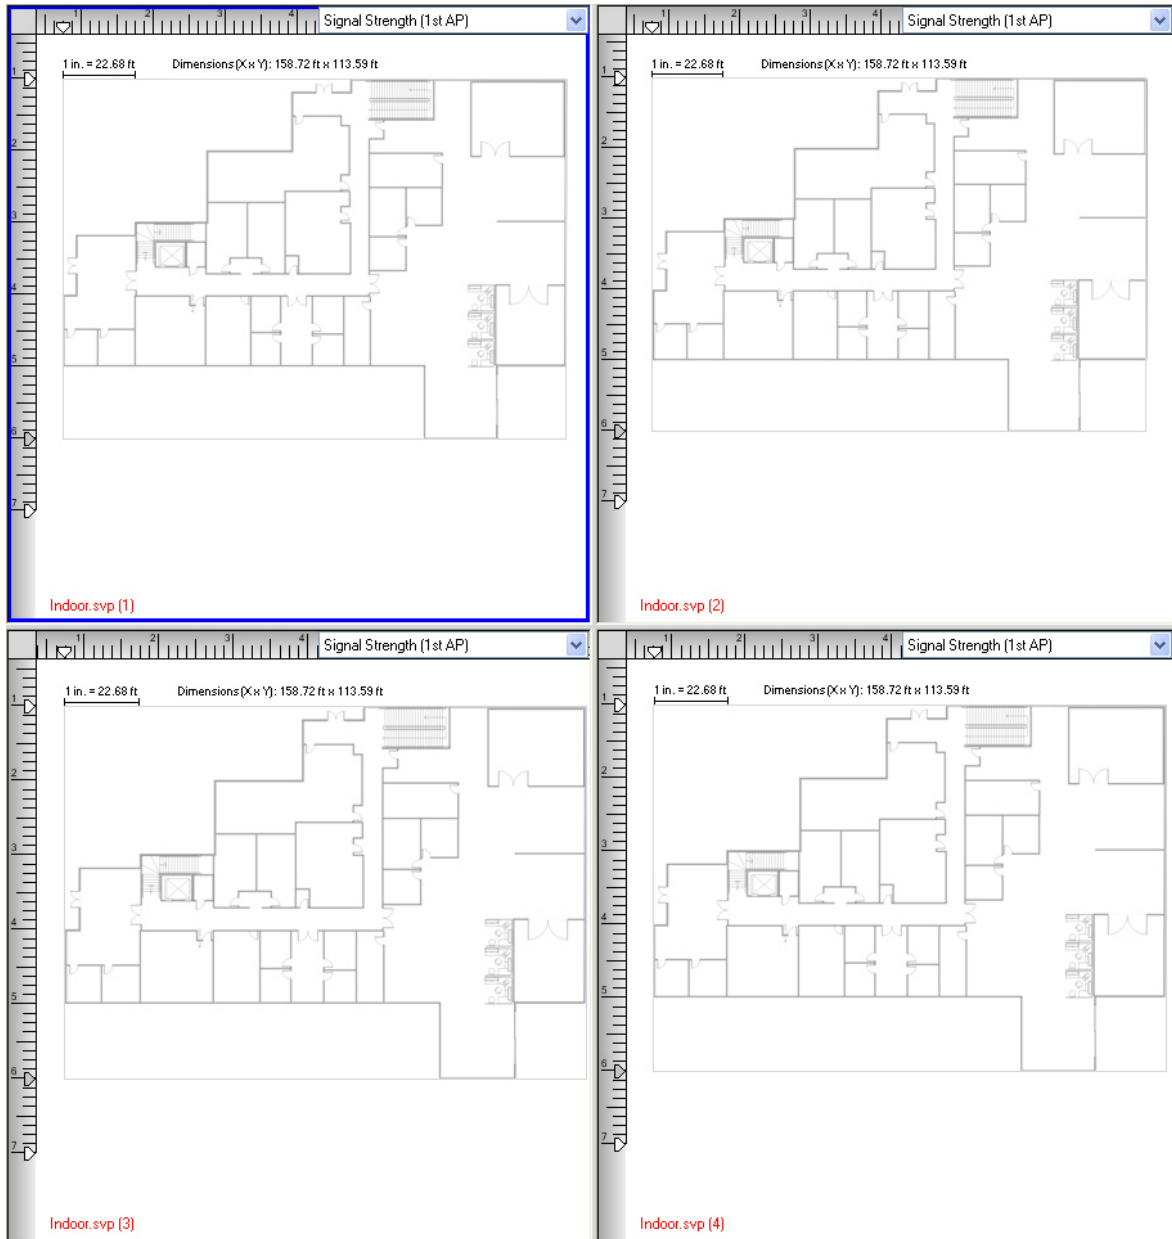 1 2 3 4 Signal Strength (1st AP)
1 in. = 22.68 ft Dimensions (X x Y): 158.72 ft x 113.59 ft
1
2
3
4
5
6
7
Indoor.svp (1)
1 2 3 4 Signal Strength (1st AP)
1 in. = 22.68 ft Dimensions (X x Y): 158.72 ft x 113.59 ft
1
2
3
4
5
6
7
Indoor.svp (2)
1 2 3 4 Signal Strength (1st AP)
1 in. = 22.68 ft Dimensions (X x Y): 158.72 ft x 113.59 ft
1
2
3
4
5
6
7
Indoor.svp (3)
1 2 3 4 Signal Strength (1st AP)
1 in. = 22.68 ft Dimensions (X x Y): 158.72 ft x 113.59 ft
1
2
3
4
5
6
7
Indoor.svp (4)